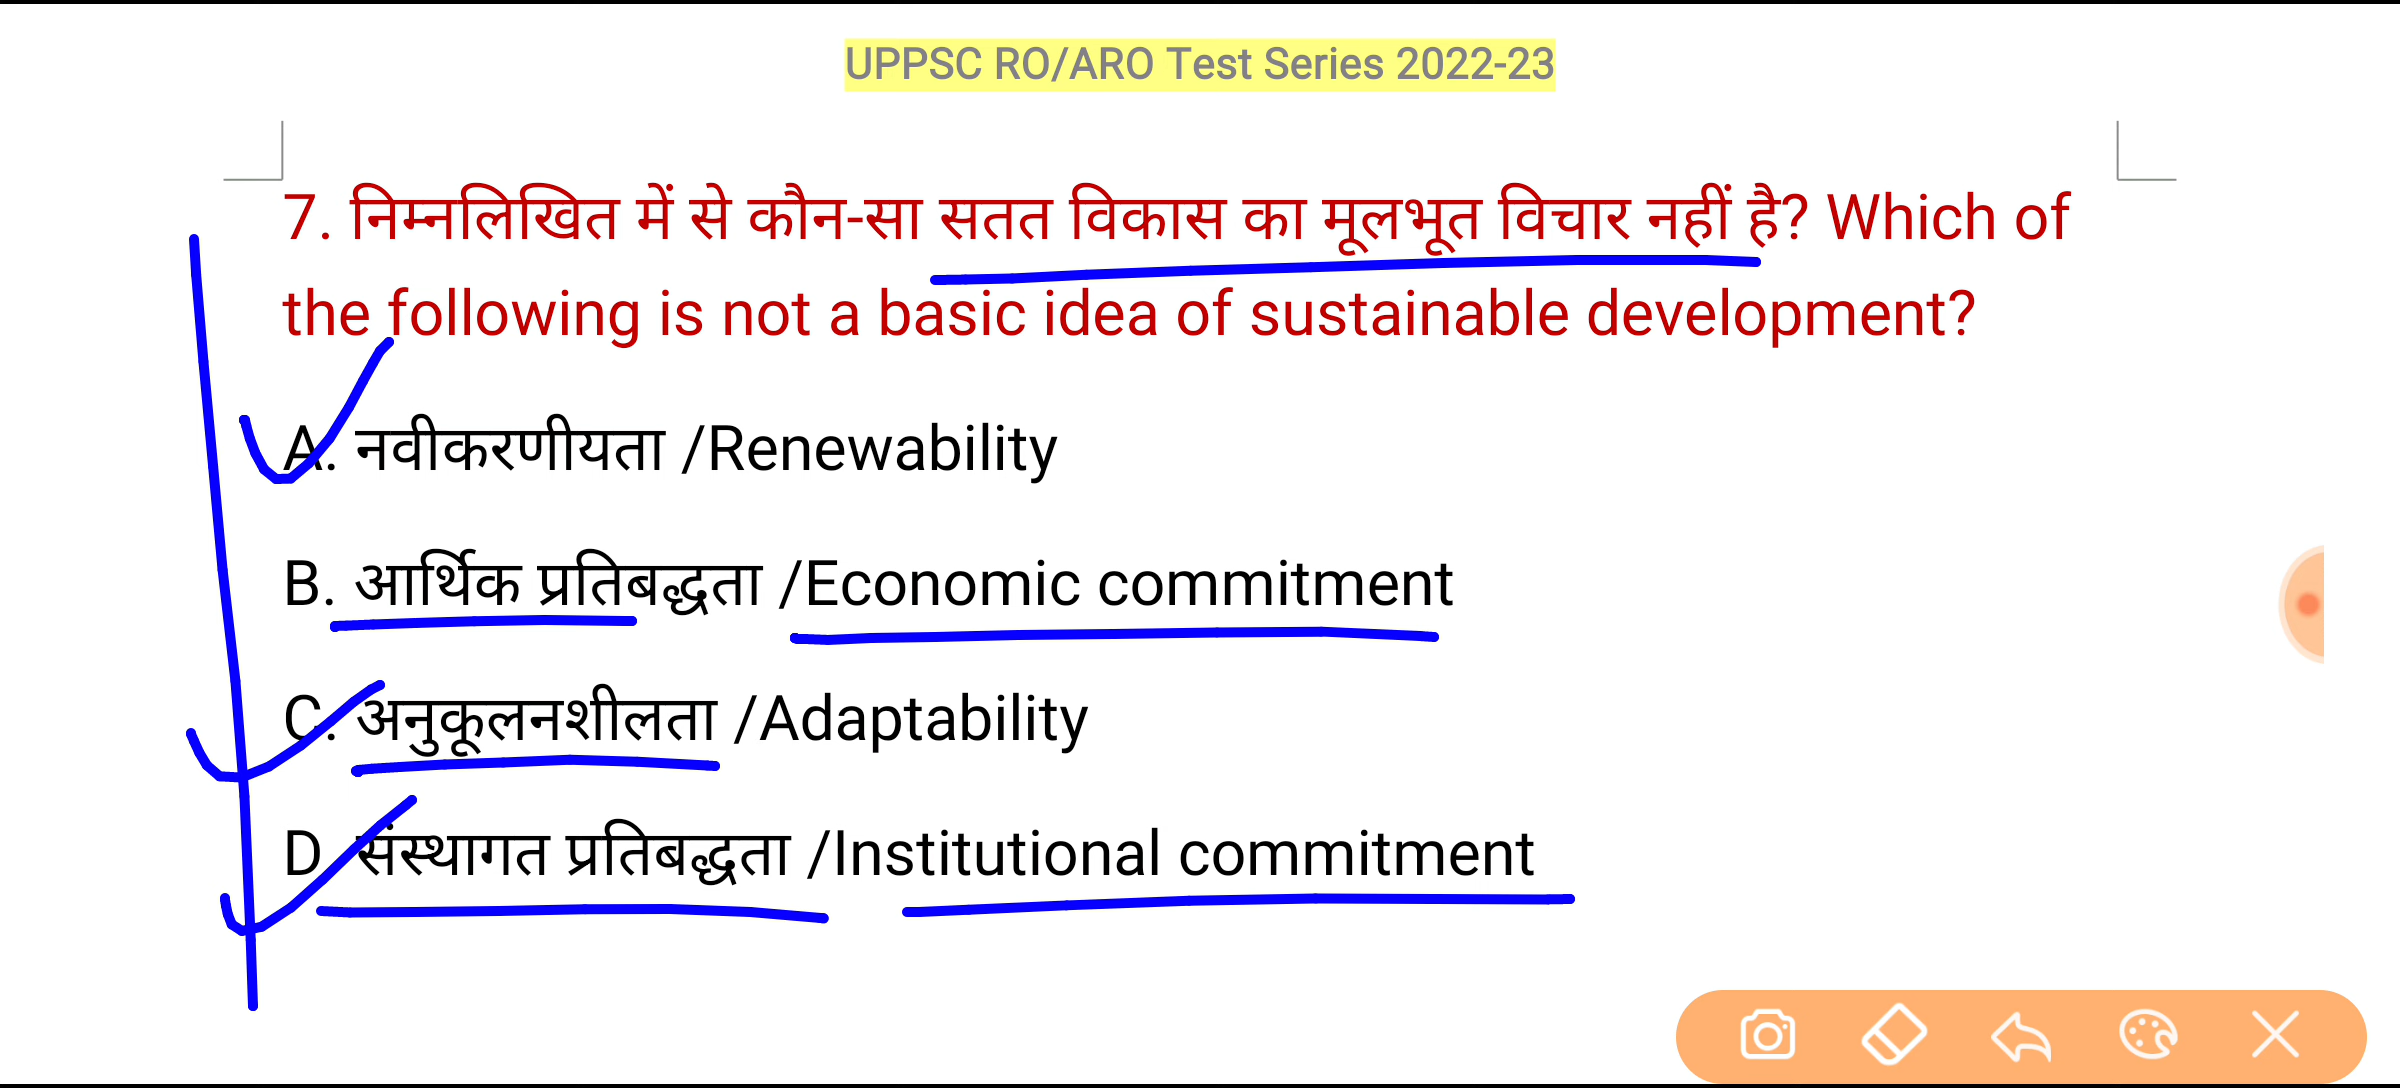 UPPSC RO/ARO Test Series 2022-23
7. निम्नलिखित में से कौन-सा सतत विकास का मूलभूत विचार नहीं है? Which of
the following is not a basic idea of sustainable development?
A. नवीकरणीयता /Renewability
B. आर्थिक प्रतिबद्धता /Economic commitment
C. अनुकूलनशीलता /Adaptability
D. संस्थागत प्रतिबद्धता /Institutional commitment